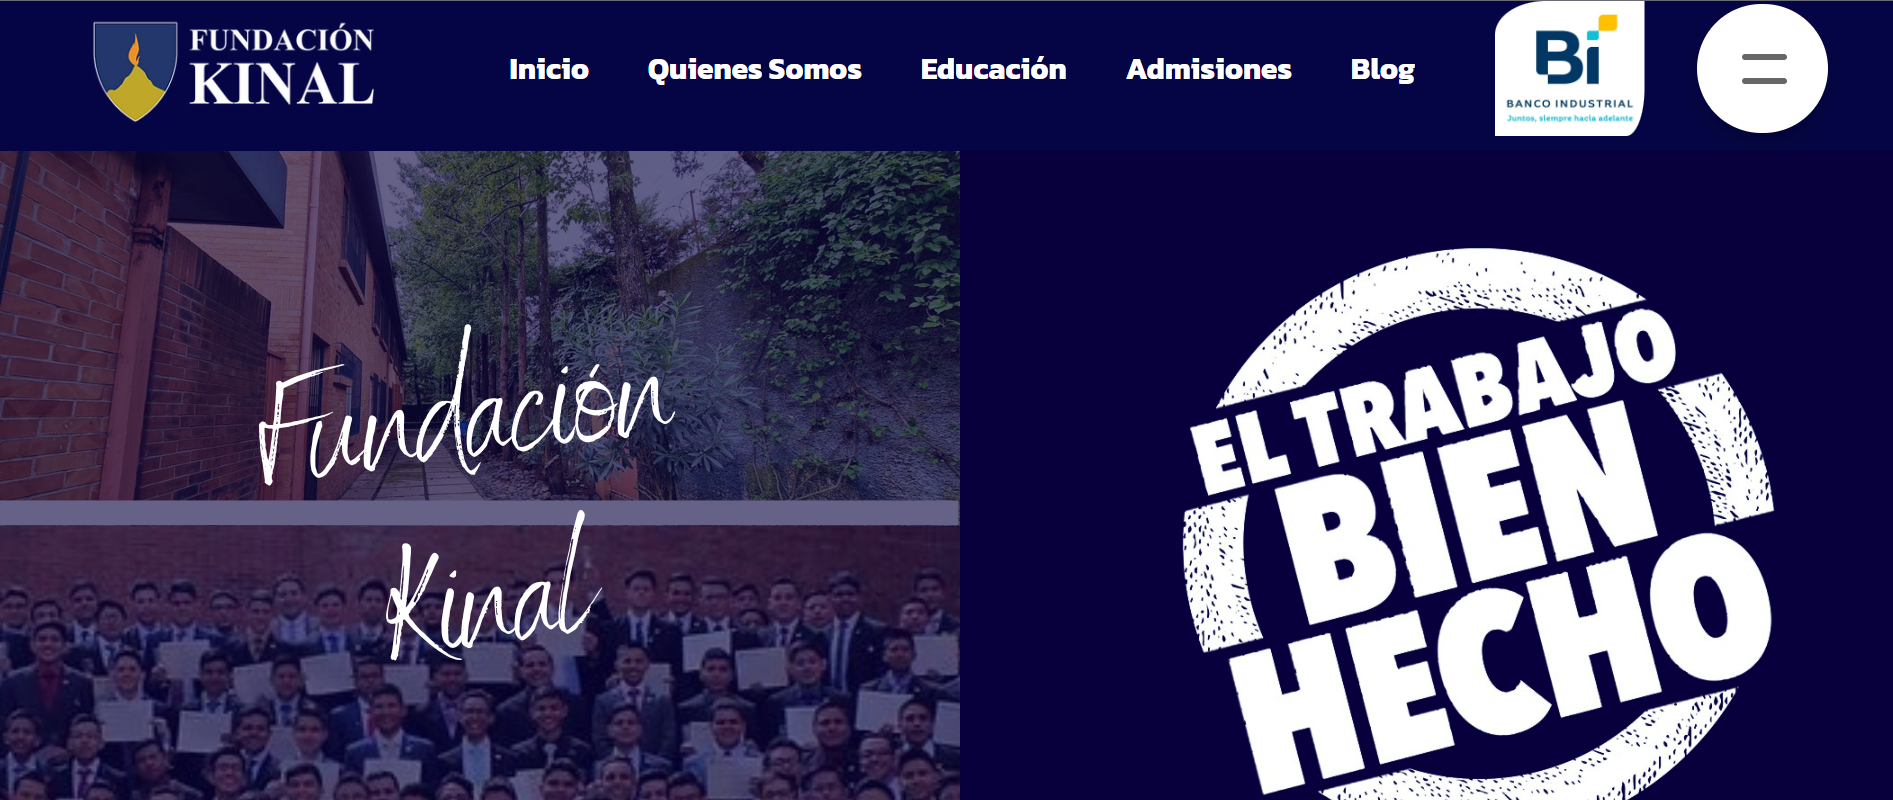 FUNDACIÓN
KINAL
Inicio
Quienes Somos
Educación
Admisiones
Blog
Bi
BANCO INDUSTRIAL
Juntos, siempre hacia adelante
Fundación
Kinal
EL TRABAJO
BIEN
HECHO